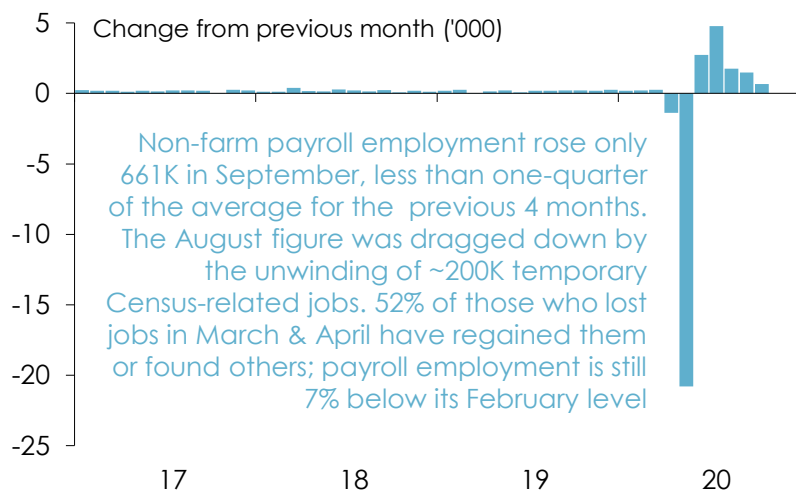 5
Change from previous month ('000)
0
-5
-10
-15
-20
-25
Non-farm payroll employment rose only
661K in September, less than one-quarter
of the average for the previous 4 months.
The August figure was dragged down by
the unwinding of ~200K temporary
Census-related jobs. 52% of those who lost
jobs in March & April have regained them
or found others; payroll employment is still
7% below its February level
17
18
19
20